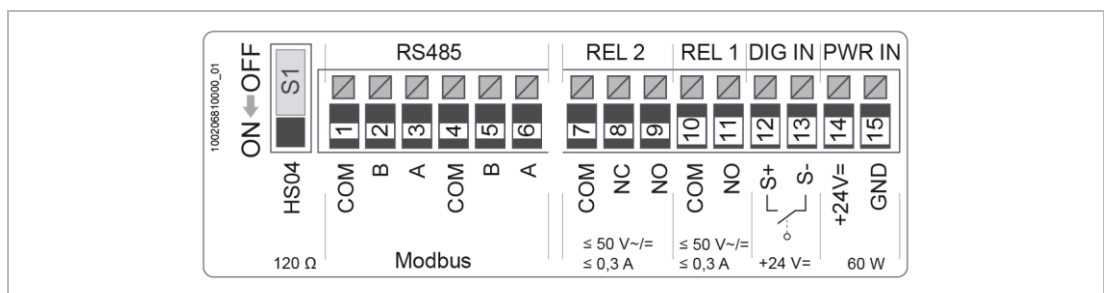 100206810000_01
ON ← OFF
S1
HS04
120 Ω
RS485
1 2 3 4 5 6
COM B A COM B A
Modbus
REL 2
7 8 9
COM NC NO
≤ 50 V~/=
≤ 0,3 A
REL 1
10 11
COM NO
≤ 50 V~/=
≤ 0,3 A
DIG IN
12 13
S+ S-
+24 V=
PWR IN
14 15
+24V= GND
60 W